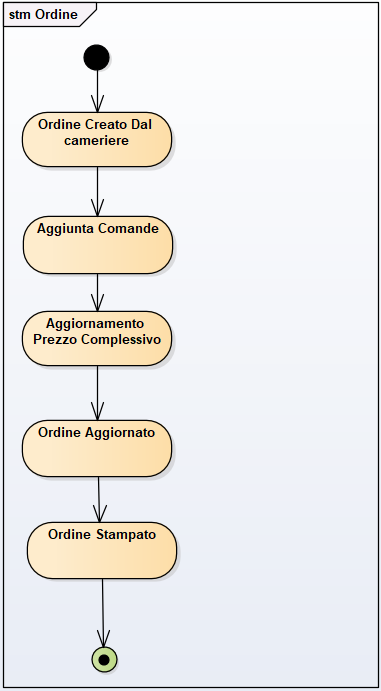 stm Ordine
Ordine Creato Dal
cameriere
Aggiunta Comande
Aggiornamento
Prezzo Complessivo
Ordine Aggiornato
Ordine Stampato